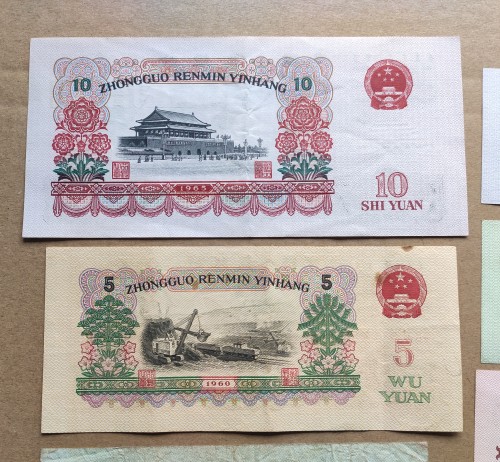 10 ZHONGGUO RENMIN YINHANG 10
1965
10
SHI YUAN
5 ZHONGGUO RENMIN YINHANG 5
1960
5
WU
YUAN